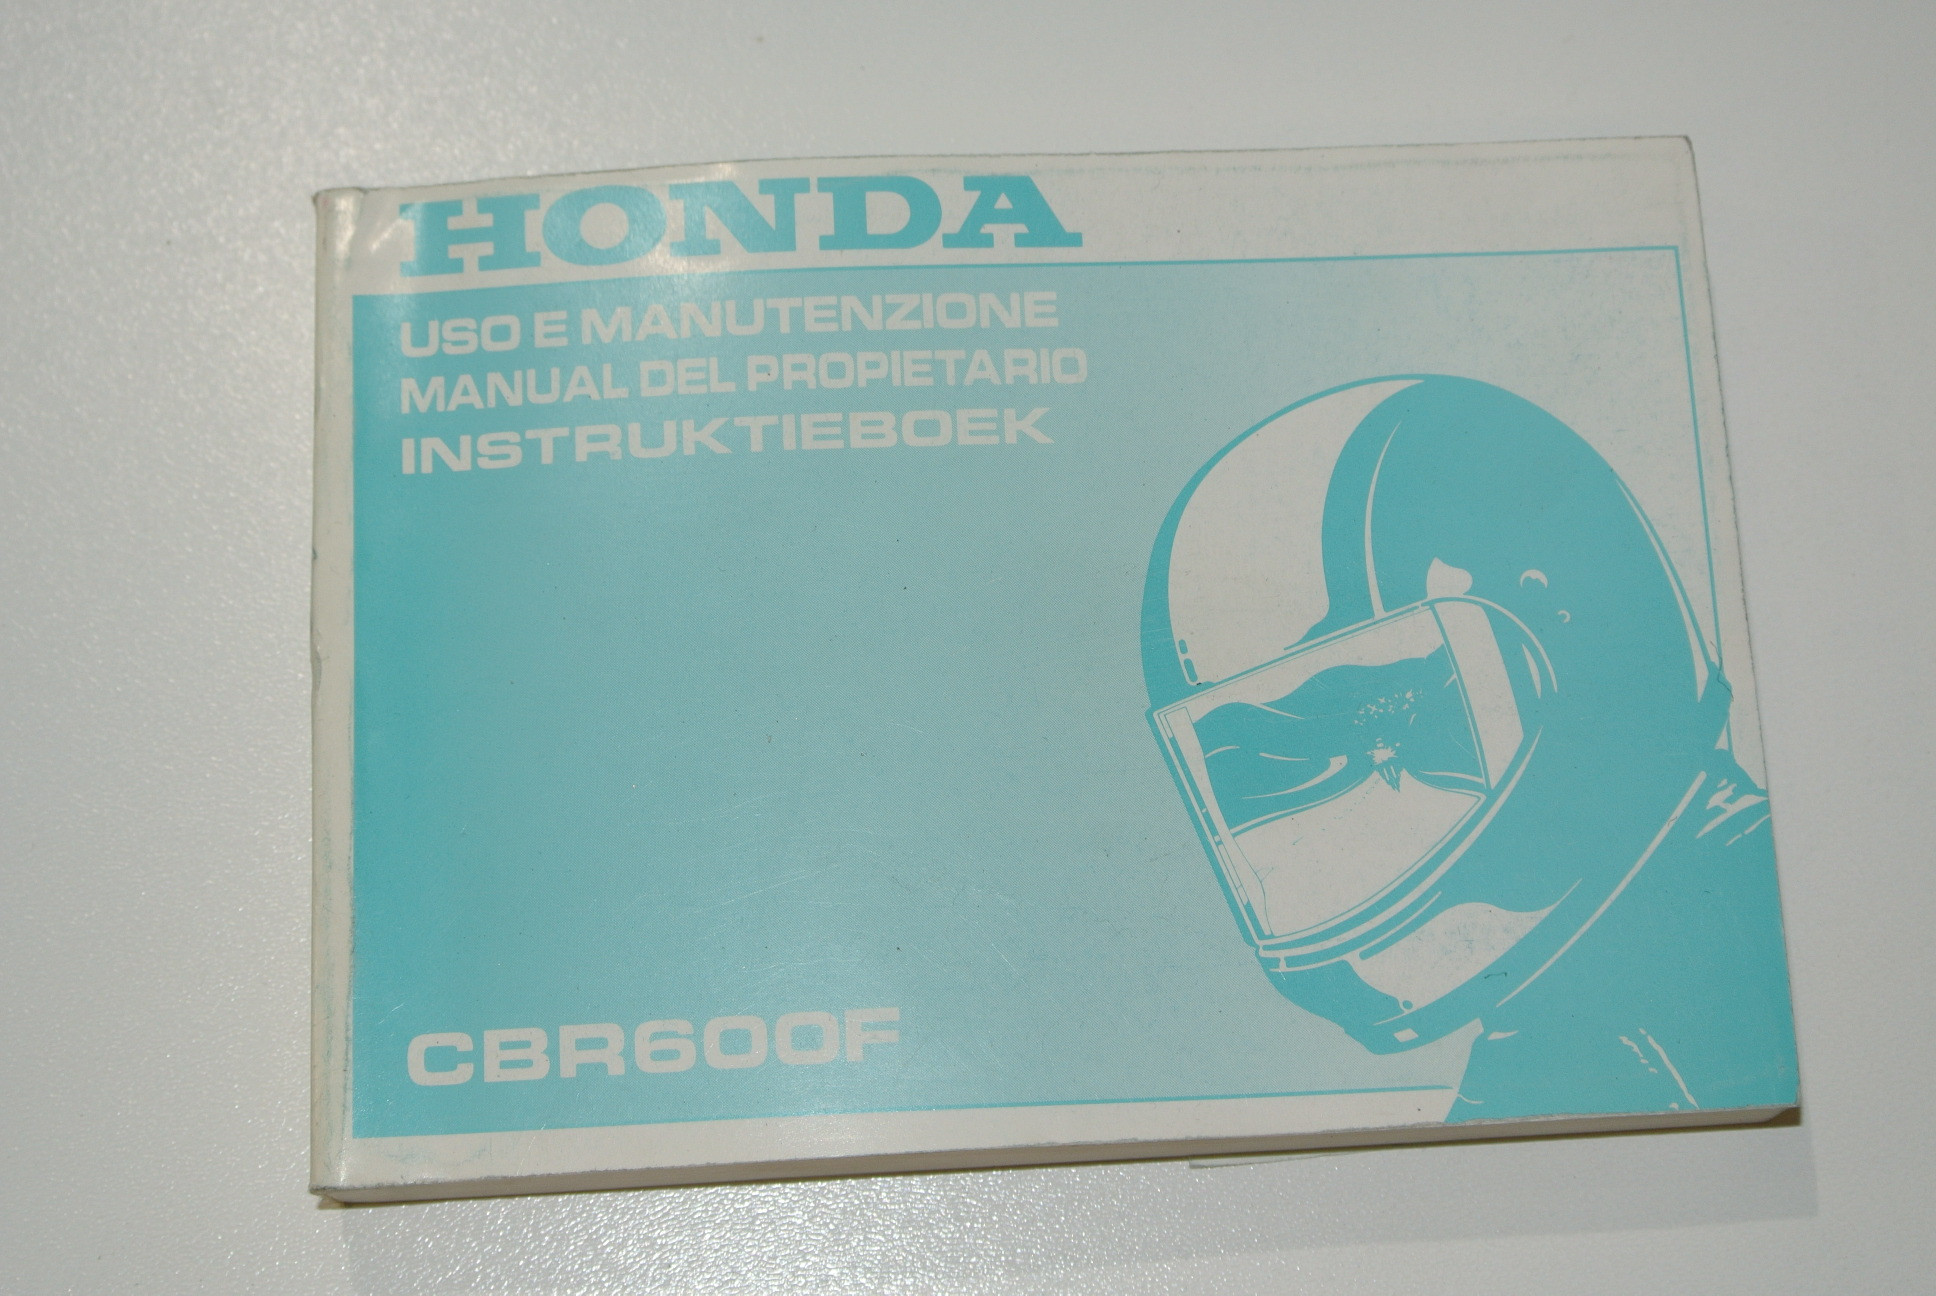 HONDA
USO E MANUTENZIONE
MANUAL DEL PROPIETARIO
INSTRUKTIEBOEK
CBR600F